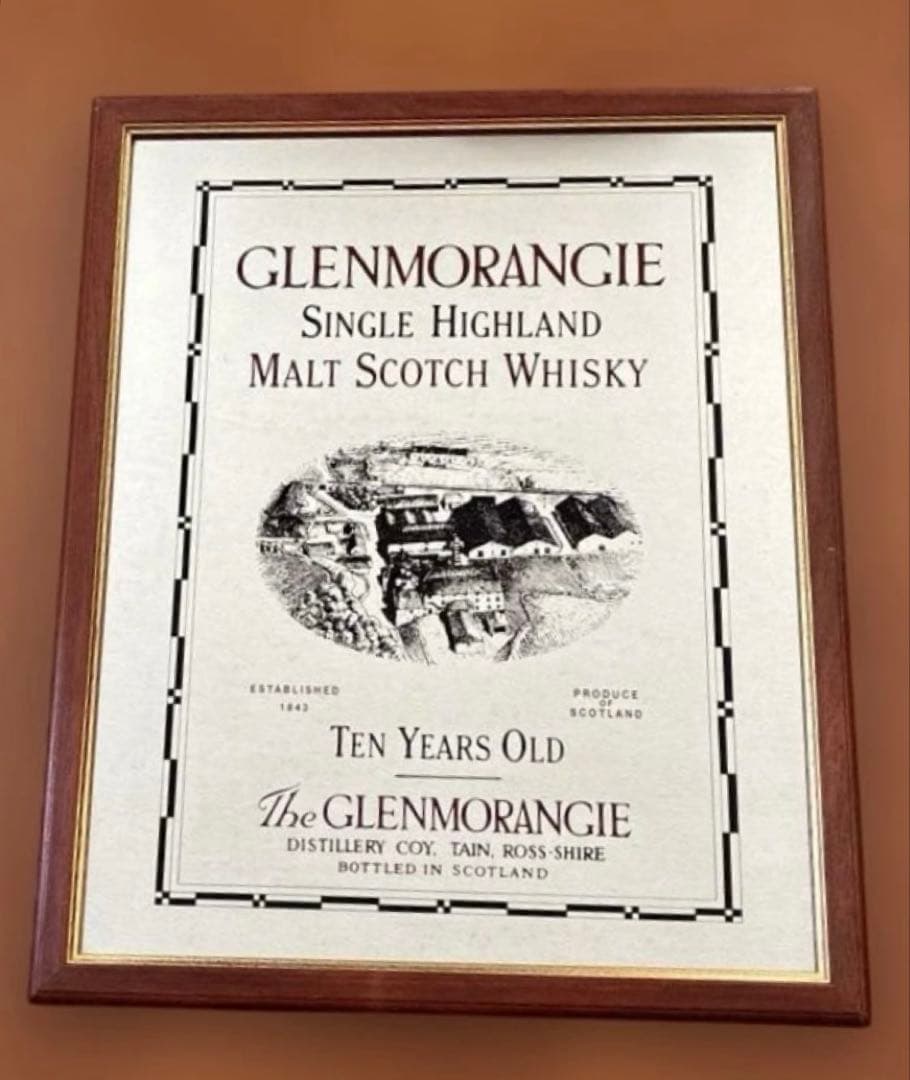 GLENMORANGIE
SINGLE HIGHLAND
MALT SCOTCH WHISKY
ESTABLISHED
1843
PRODUCE
OF
SCOTLAND
TEN YEARS OLD
The GLENMORANGIE
DISTILLERY COY. TAIN, ROSS-SHIRE
BOTTLED IN SCOTLAND